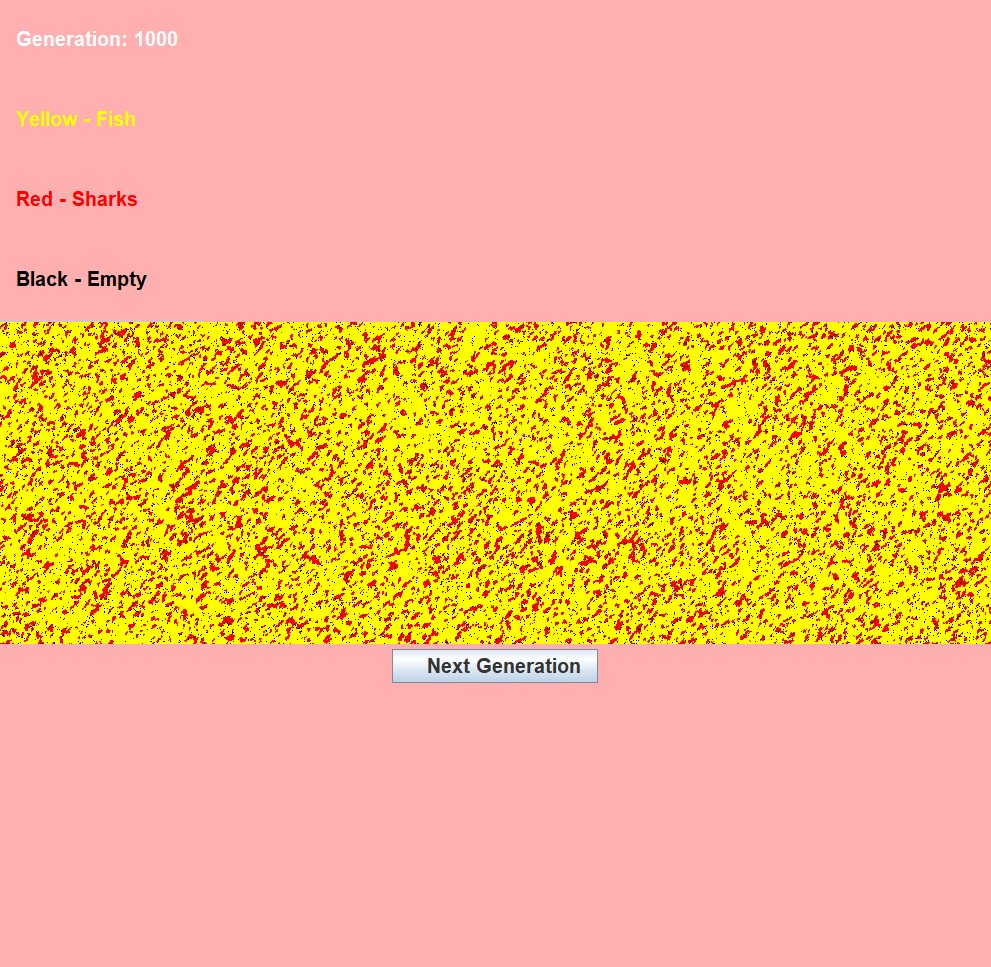 Generation: 1000
Yellow - Fish
Red - Sharks
Black - Empty
Next Generation